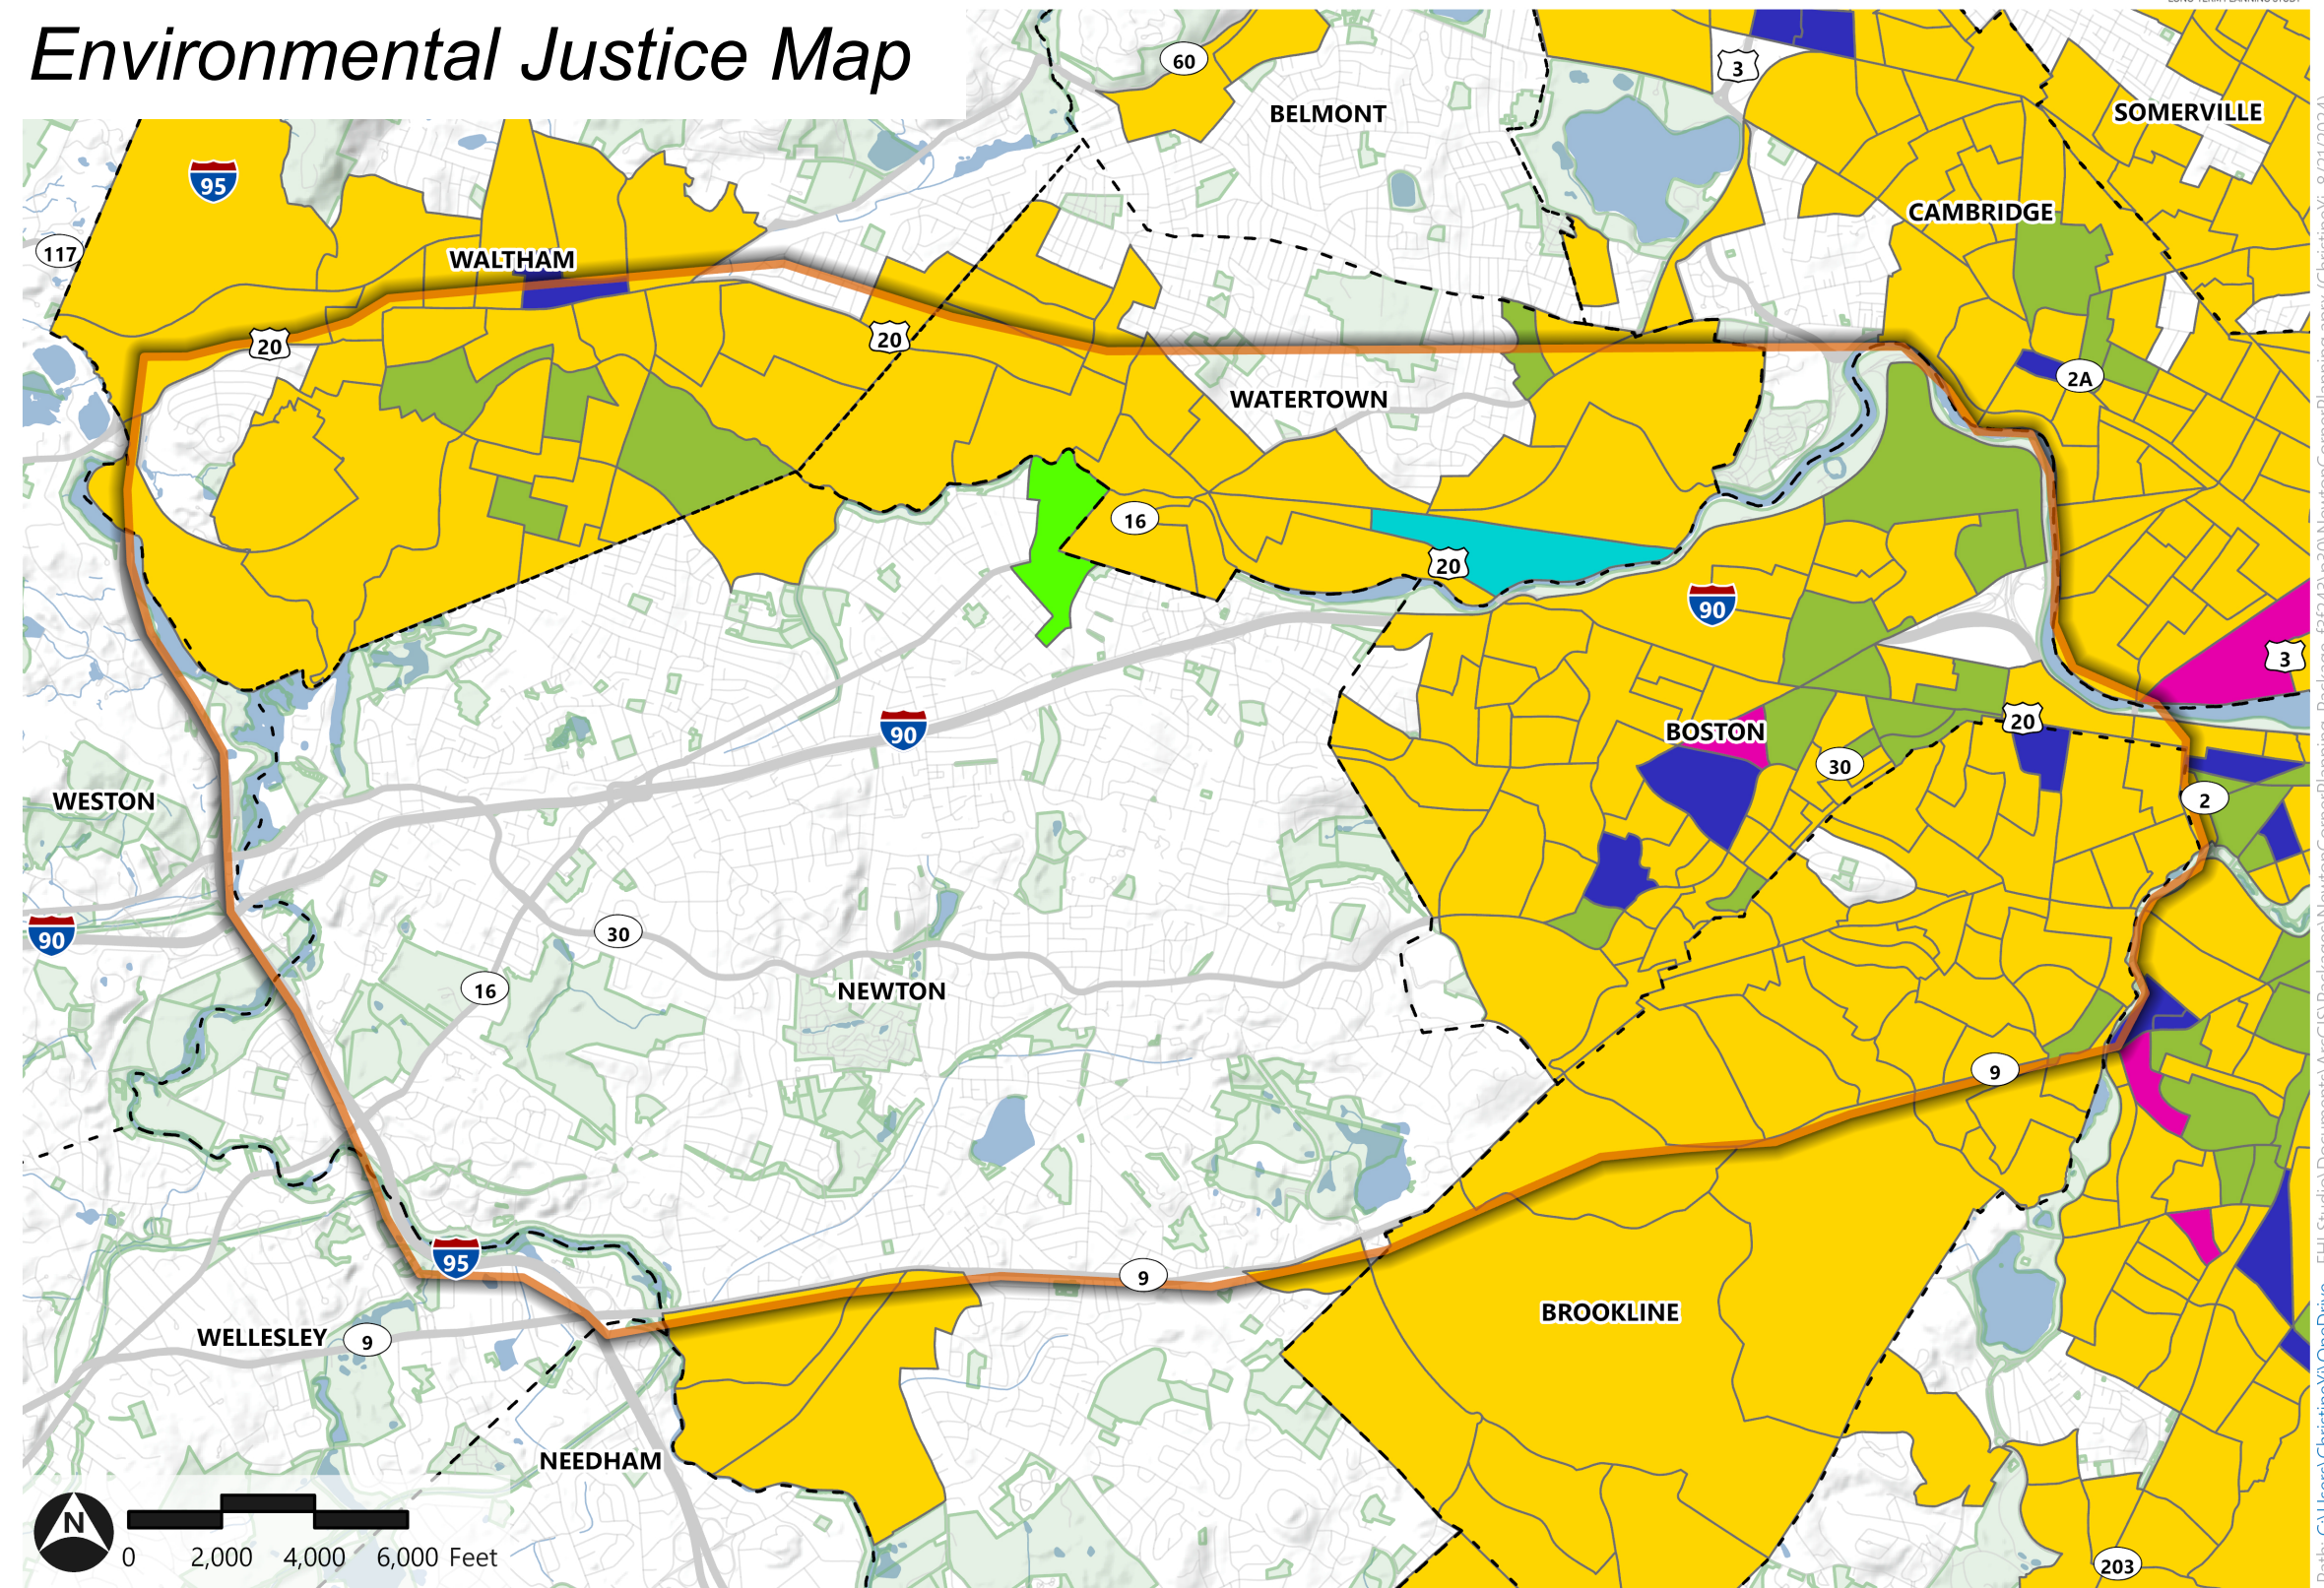 Environmental Justice Map
60
BELMONT
3
SOMERVILLE
95
CAMBRIDGE
117
WALTHAM
20
20
2A
WATERTOWN
16
20
90
3
BOSTON
20
90
30
2
WESTON
90
30
16
NEWTON
9
95
9
BROOKLINE
WELLESLEY
9
NEEDHAM
N
0 2,000 4,000 6,000 Feet
203